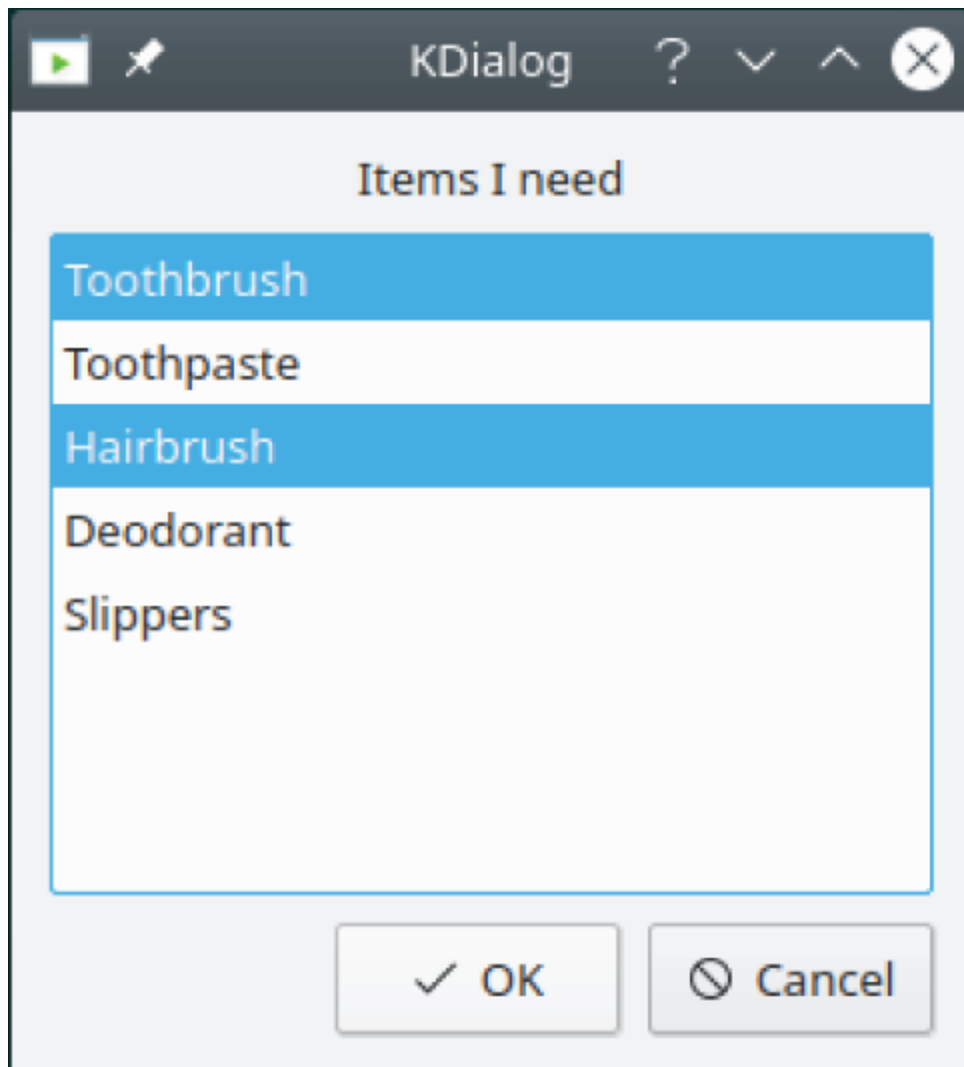 KDialog
Items I need
Toothbrush
Toothpaste
Hairbrush
Deodorant
Slippers
OK
Cancel